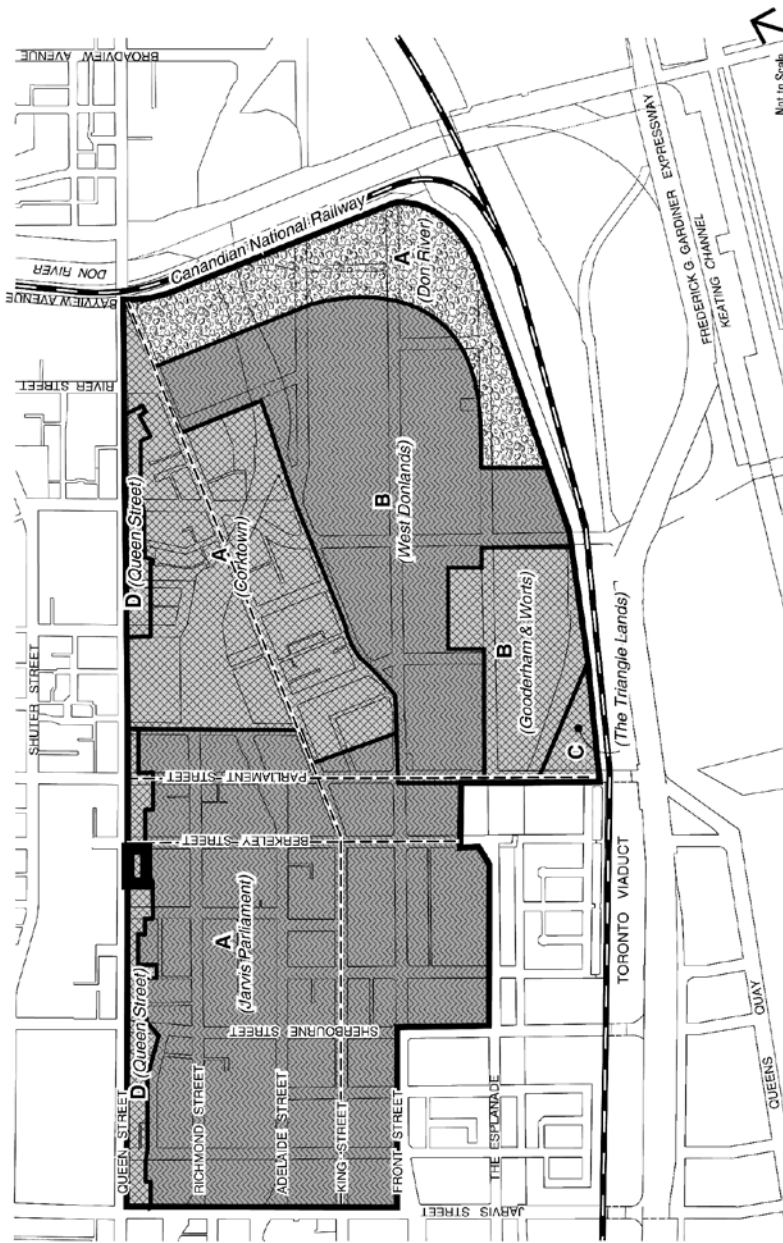 BROADVIEW AVENUE
DON RIVER
BAYVIEW AVENUE
RIVER STREET
SHUTER STREET
Canandian National Railway
A
(Don River)
FREDERICK G. GARDINER EXPRESSWAY
KEATING CHANNEL
Not to Scale
D (Queen Street)
A
(Corktown)
B
(West Donlands)
B
(Gooderham & Worts)
C
(The Triangle Lands)
PARLIAMENT STREET
BERKELEY STREET
A
(Jarvis Parliament)
D (Queen Street)
SHERBOURNE STREET
QUEEN STREET
RICHMOND STREET
ADELAIDE STREET
KING STREET
FRONT STREET
THE ESPLANADE
JARVIS STREET
TORONTO VIADUCT
QUEENS QUAY